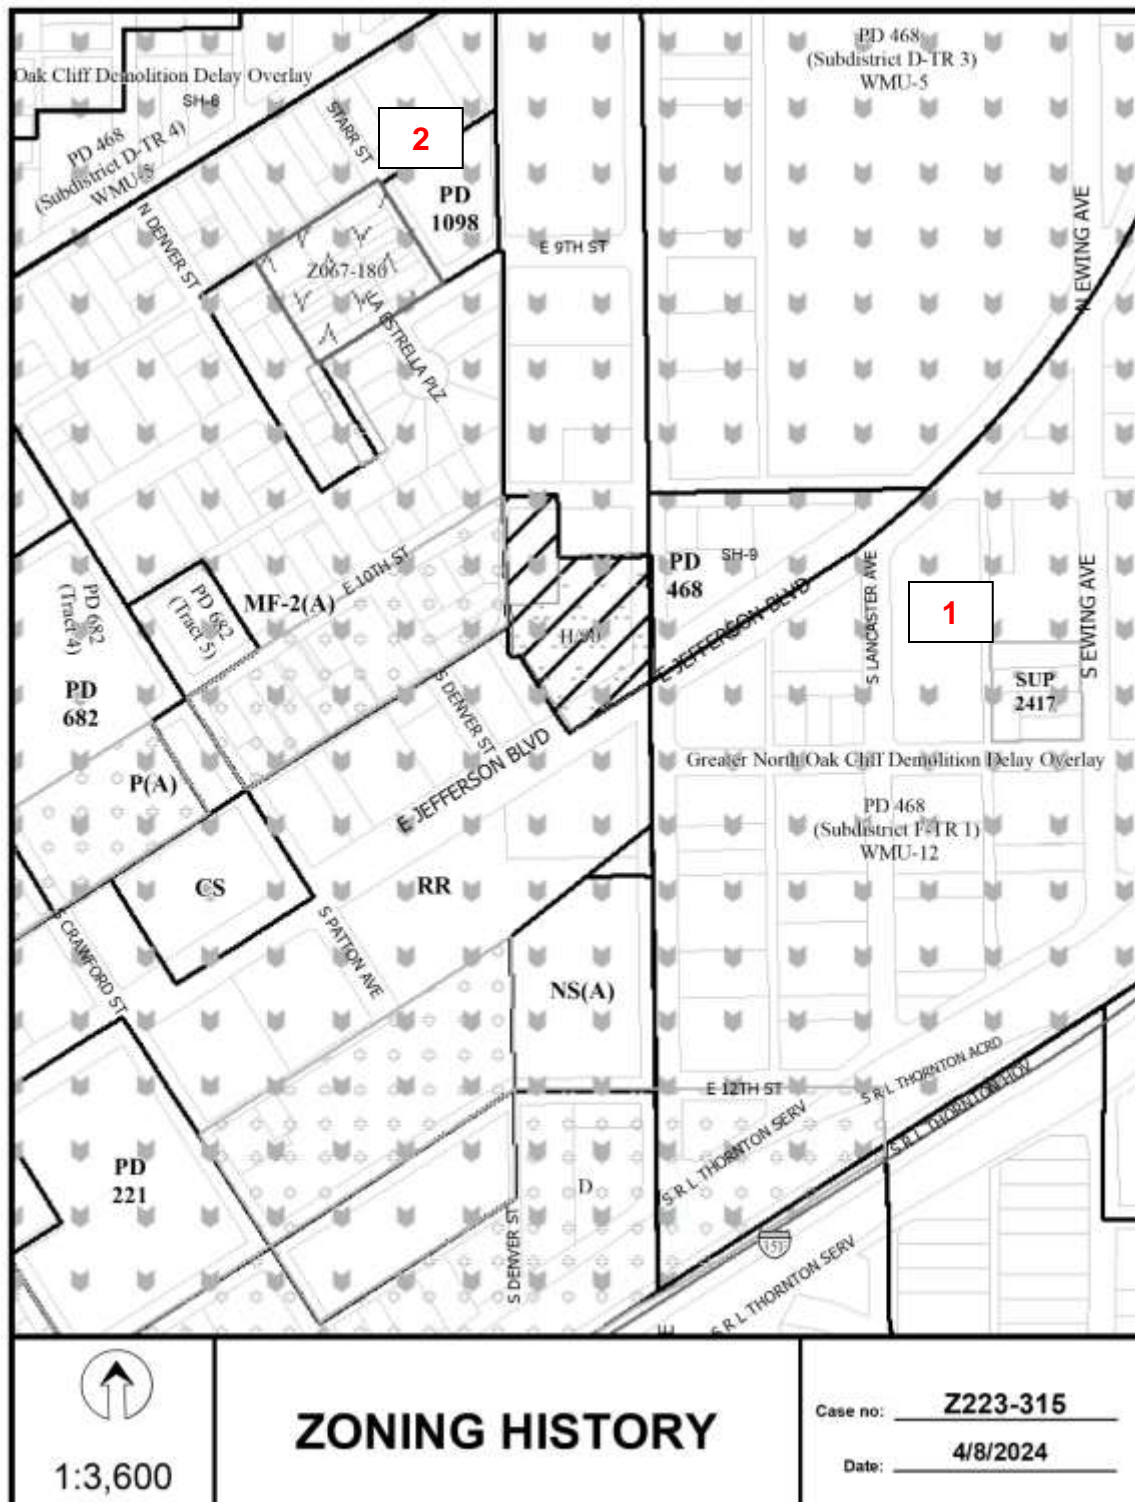 PD 468
(Subdistrict D-TR 3)
WMU-5
Oak Cliff Demolition Delay Overlay
SH-6
PD 468
(Subdistrict D-TR 4)
WMU-5
STARR ST
2
PD
1098
N DENVER ST
E 9TH ST
N EWING AVE
Z067-180
LA ESTRELLA PLZ
E 10TH ST
PD 682
(Tract 4)
PD 682
(Tract 5)
MF-2(A)
PD
468
SH-9
E JEFFERSON BLVD
S LANCASTER AVE
1
S EWING AVE
H/90
PD
682
S DENVER ST
SUP
2417
P(A)
E JEFFERSON BLVD
Greater North Oak Cliff Demolition Delay Overlay
PD 468
(Subdistrict F-TR 1)
WMU-12
CS
RR
S CRAWFORD ST
S PATTON AVE
NS(A)
S R L THORNTON ACRD
S R L THORNTON HOV
E 12TH ST
S R L THORNTON SERV
PD
221
D
S DENVER ST
S R L THORNTON SERV
1:3,600
ZONING HISTORY
Case no: Z223-315
Date: 4/8/2024